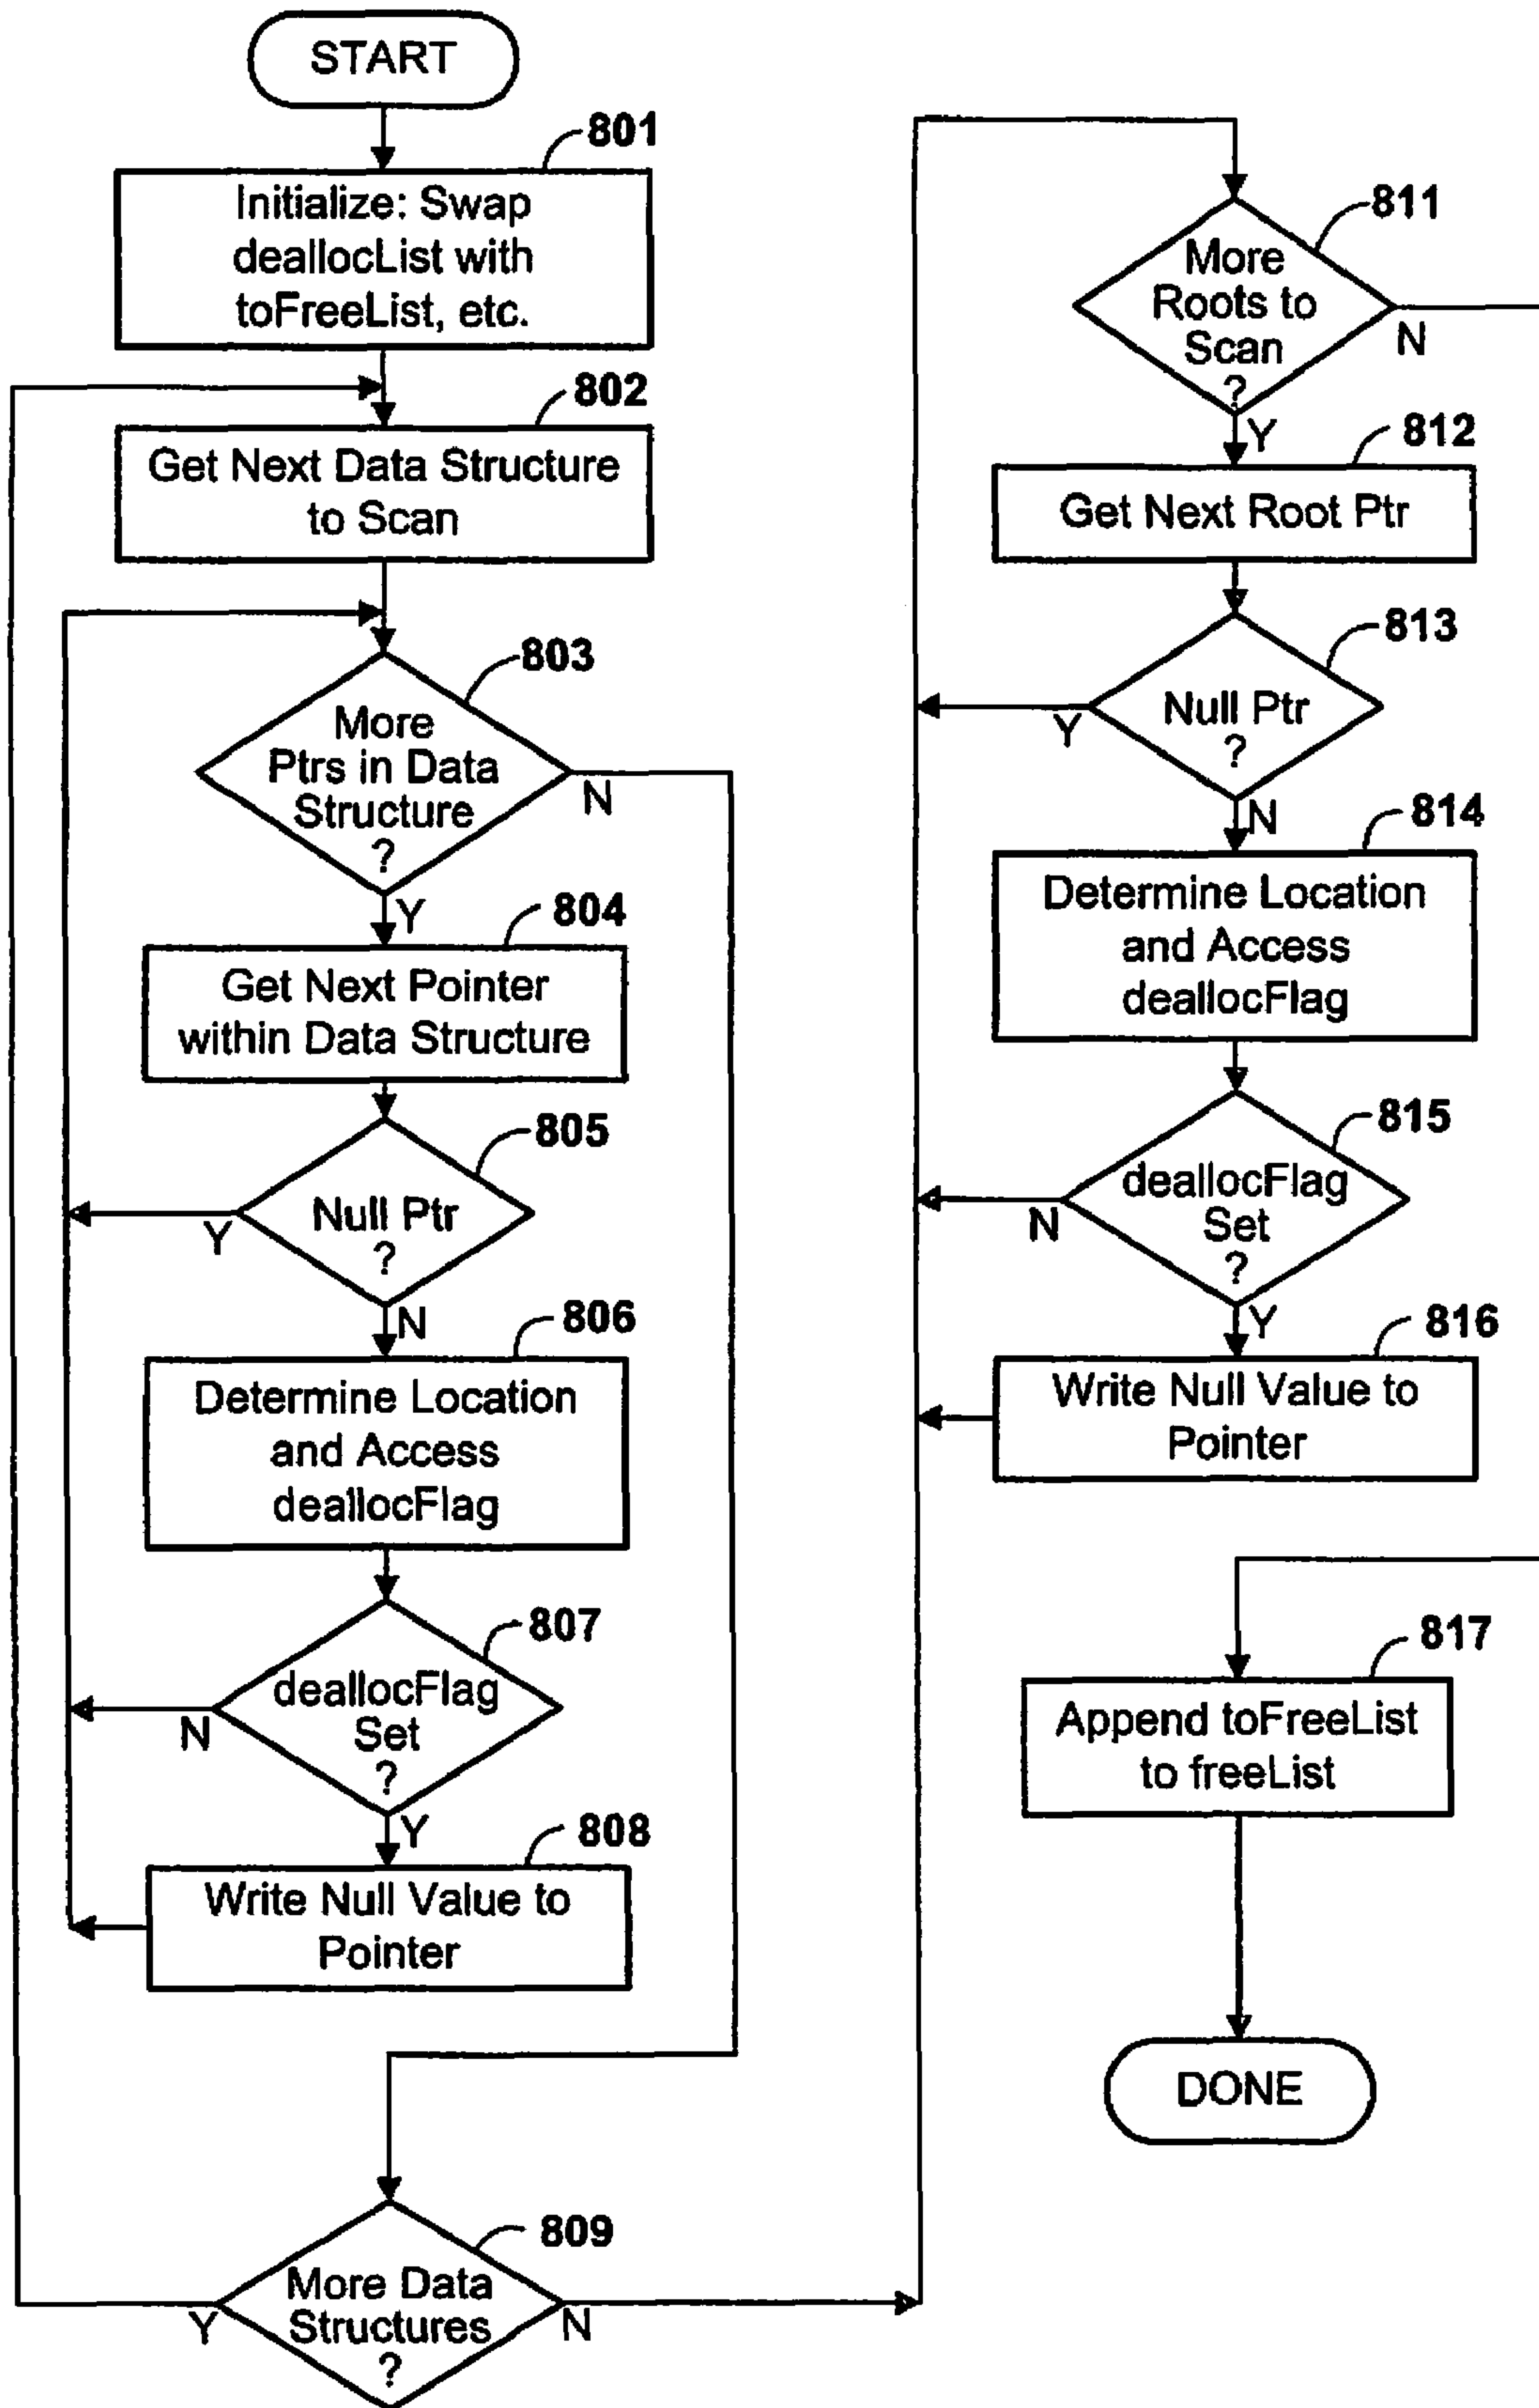 START
801
Initialize: Swap
deallocList with
toFreeList, etc.
802
Get Next Data Structure
to Scan
803
More
Ptrs in Data
Structure
?
N
Y
804
Get Next Pointer
within Data Structure
805
Null Ptr
?
Y
N
806
Determine Location
and Access
deallocFlag
807
deallocFlag
Set
?
N
Y
808
Write Null Value to
Pointer
809
More Data
Structures
?
Y
N
811
More
Roots to
Scan
?
N
Y
812
Get Next Root Ptr
813
Null Ptr
?
Y
N
814
Determine Location
and Access
deallocFlag
815
deallocFlag
Set
?
N
Y
816
Write Null Value to
Pointer
817
Append toFreeList
to freeList
DONE